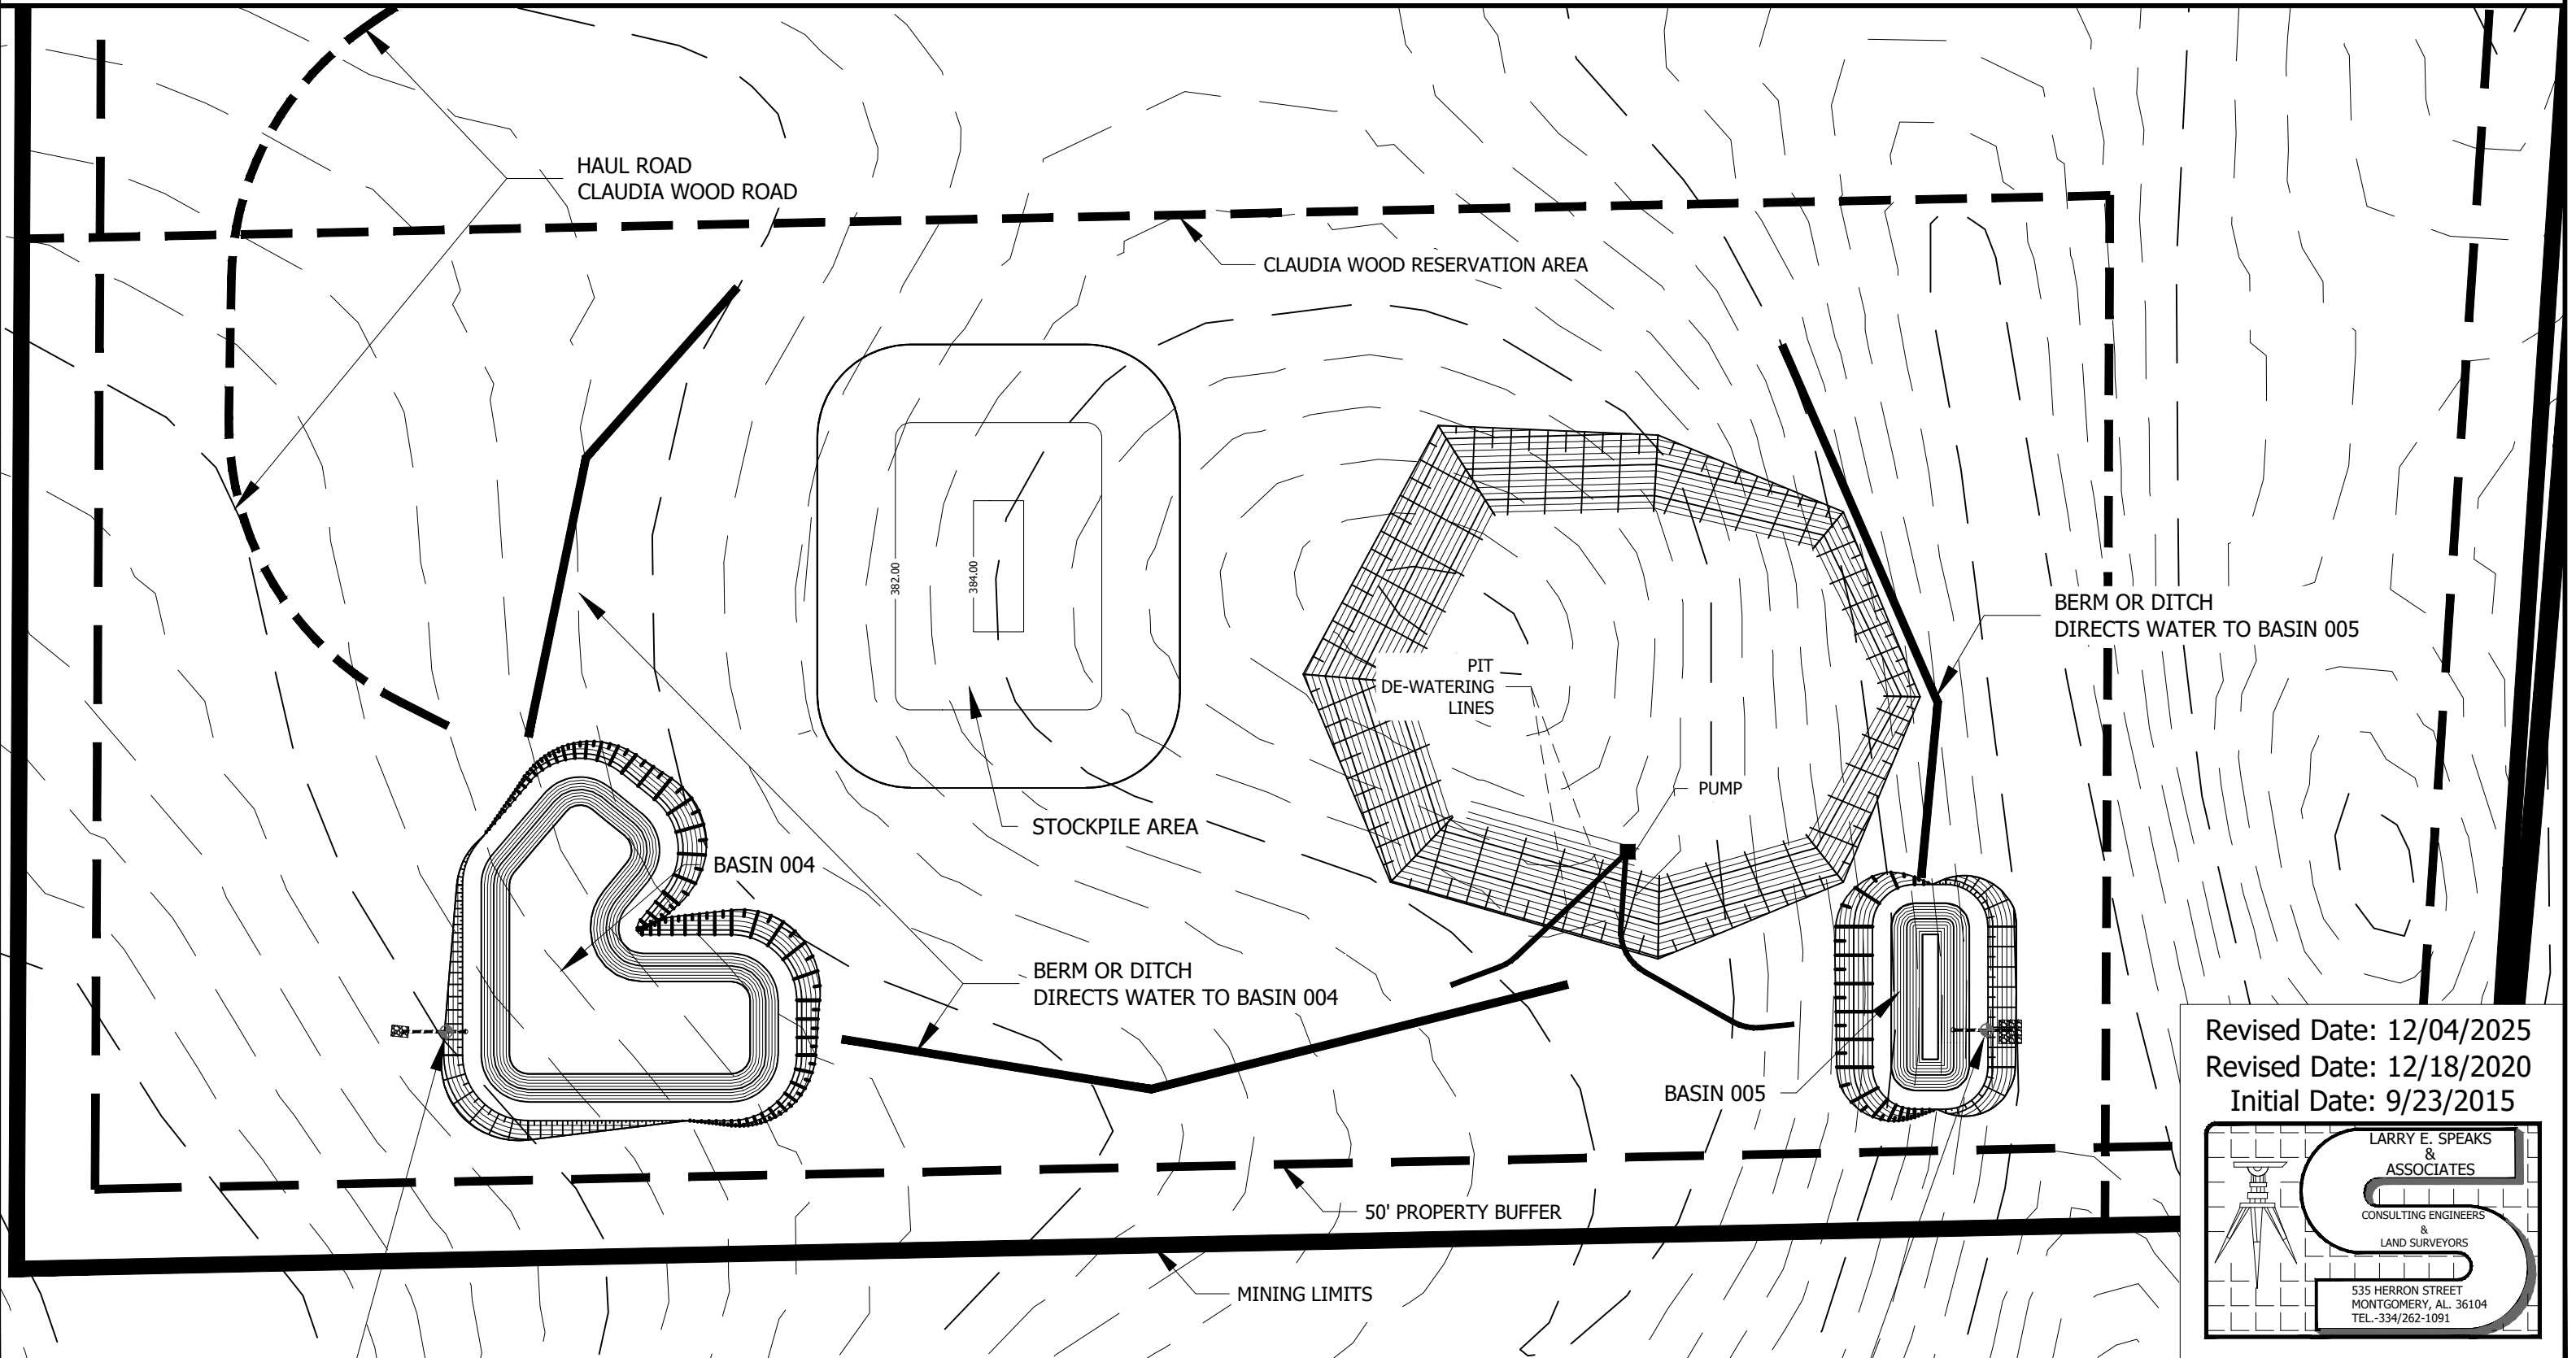 HAUL ROAD
CLAUDIA WOOD ROAD
CLAUDIA WOOD RESERVATION AREA
382.00
384.00
BERM OR DITCH
DIRECTS WATER TO BASIN 005
PIT
DE-WATERING
LINES
PUMP
STOCKPILE AREA
BASIN 004
BERM OR DITCH
DIRECTS WATER TO BASIN 004
BASIN 005
50' PROPERTY BUFFER
MINING LIMITS
Revised Date: 12/04/2025
Revised Date: 12/18/2020
Initial Date: 9/23/2015
LARRY E. SPEAKS
&
ASSOCIATES
CONSULTING ENGINEERS
&
LAND SURVEYORS
535 HERRON STREET
MONTGOMERY, AL. 36104
TEL.-334/262-1091